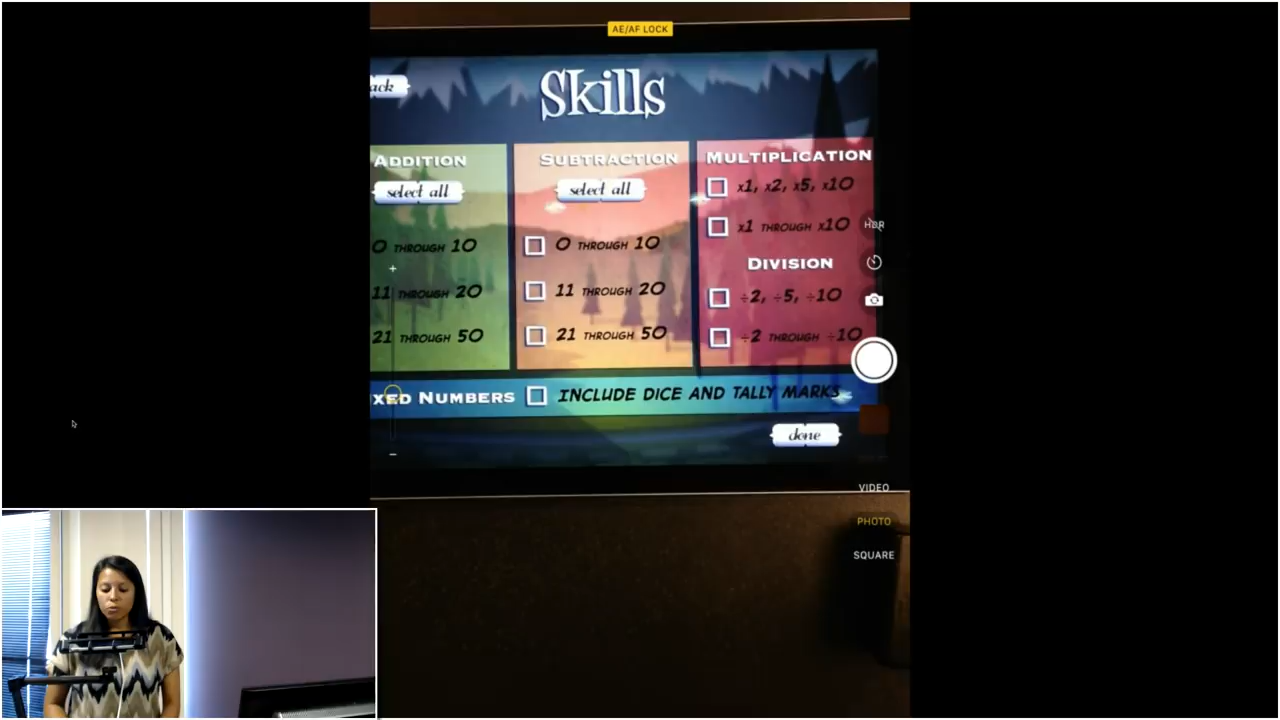 AE/AF LOCK
ack
Skills
Addition
select all
0 through 10
11 through 20
21 through 50
Subtraction
select all
0 through 10
11 through 20
21 through 50
Multiplication
x1, x2, x5, x10
x1 through x10
Division
÷2, ÷5, ÷10
÷2 through ÷10
xed Numbers
Include dice and tally marks
done
HDR
VIDEO
PHOTO
SQUARE